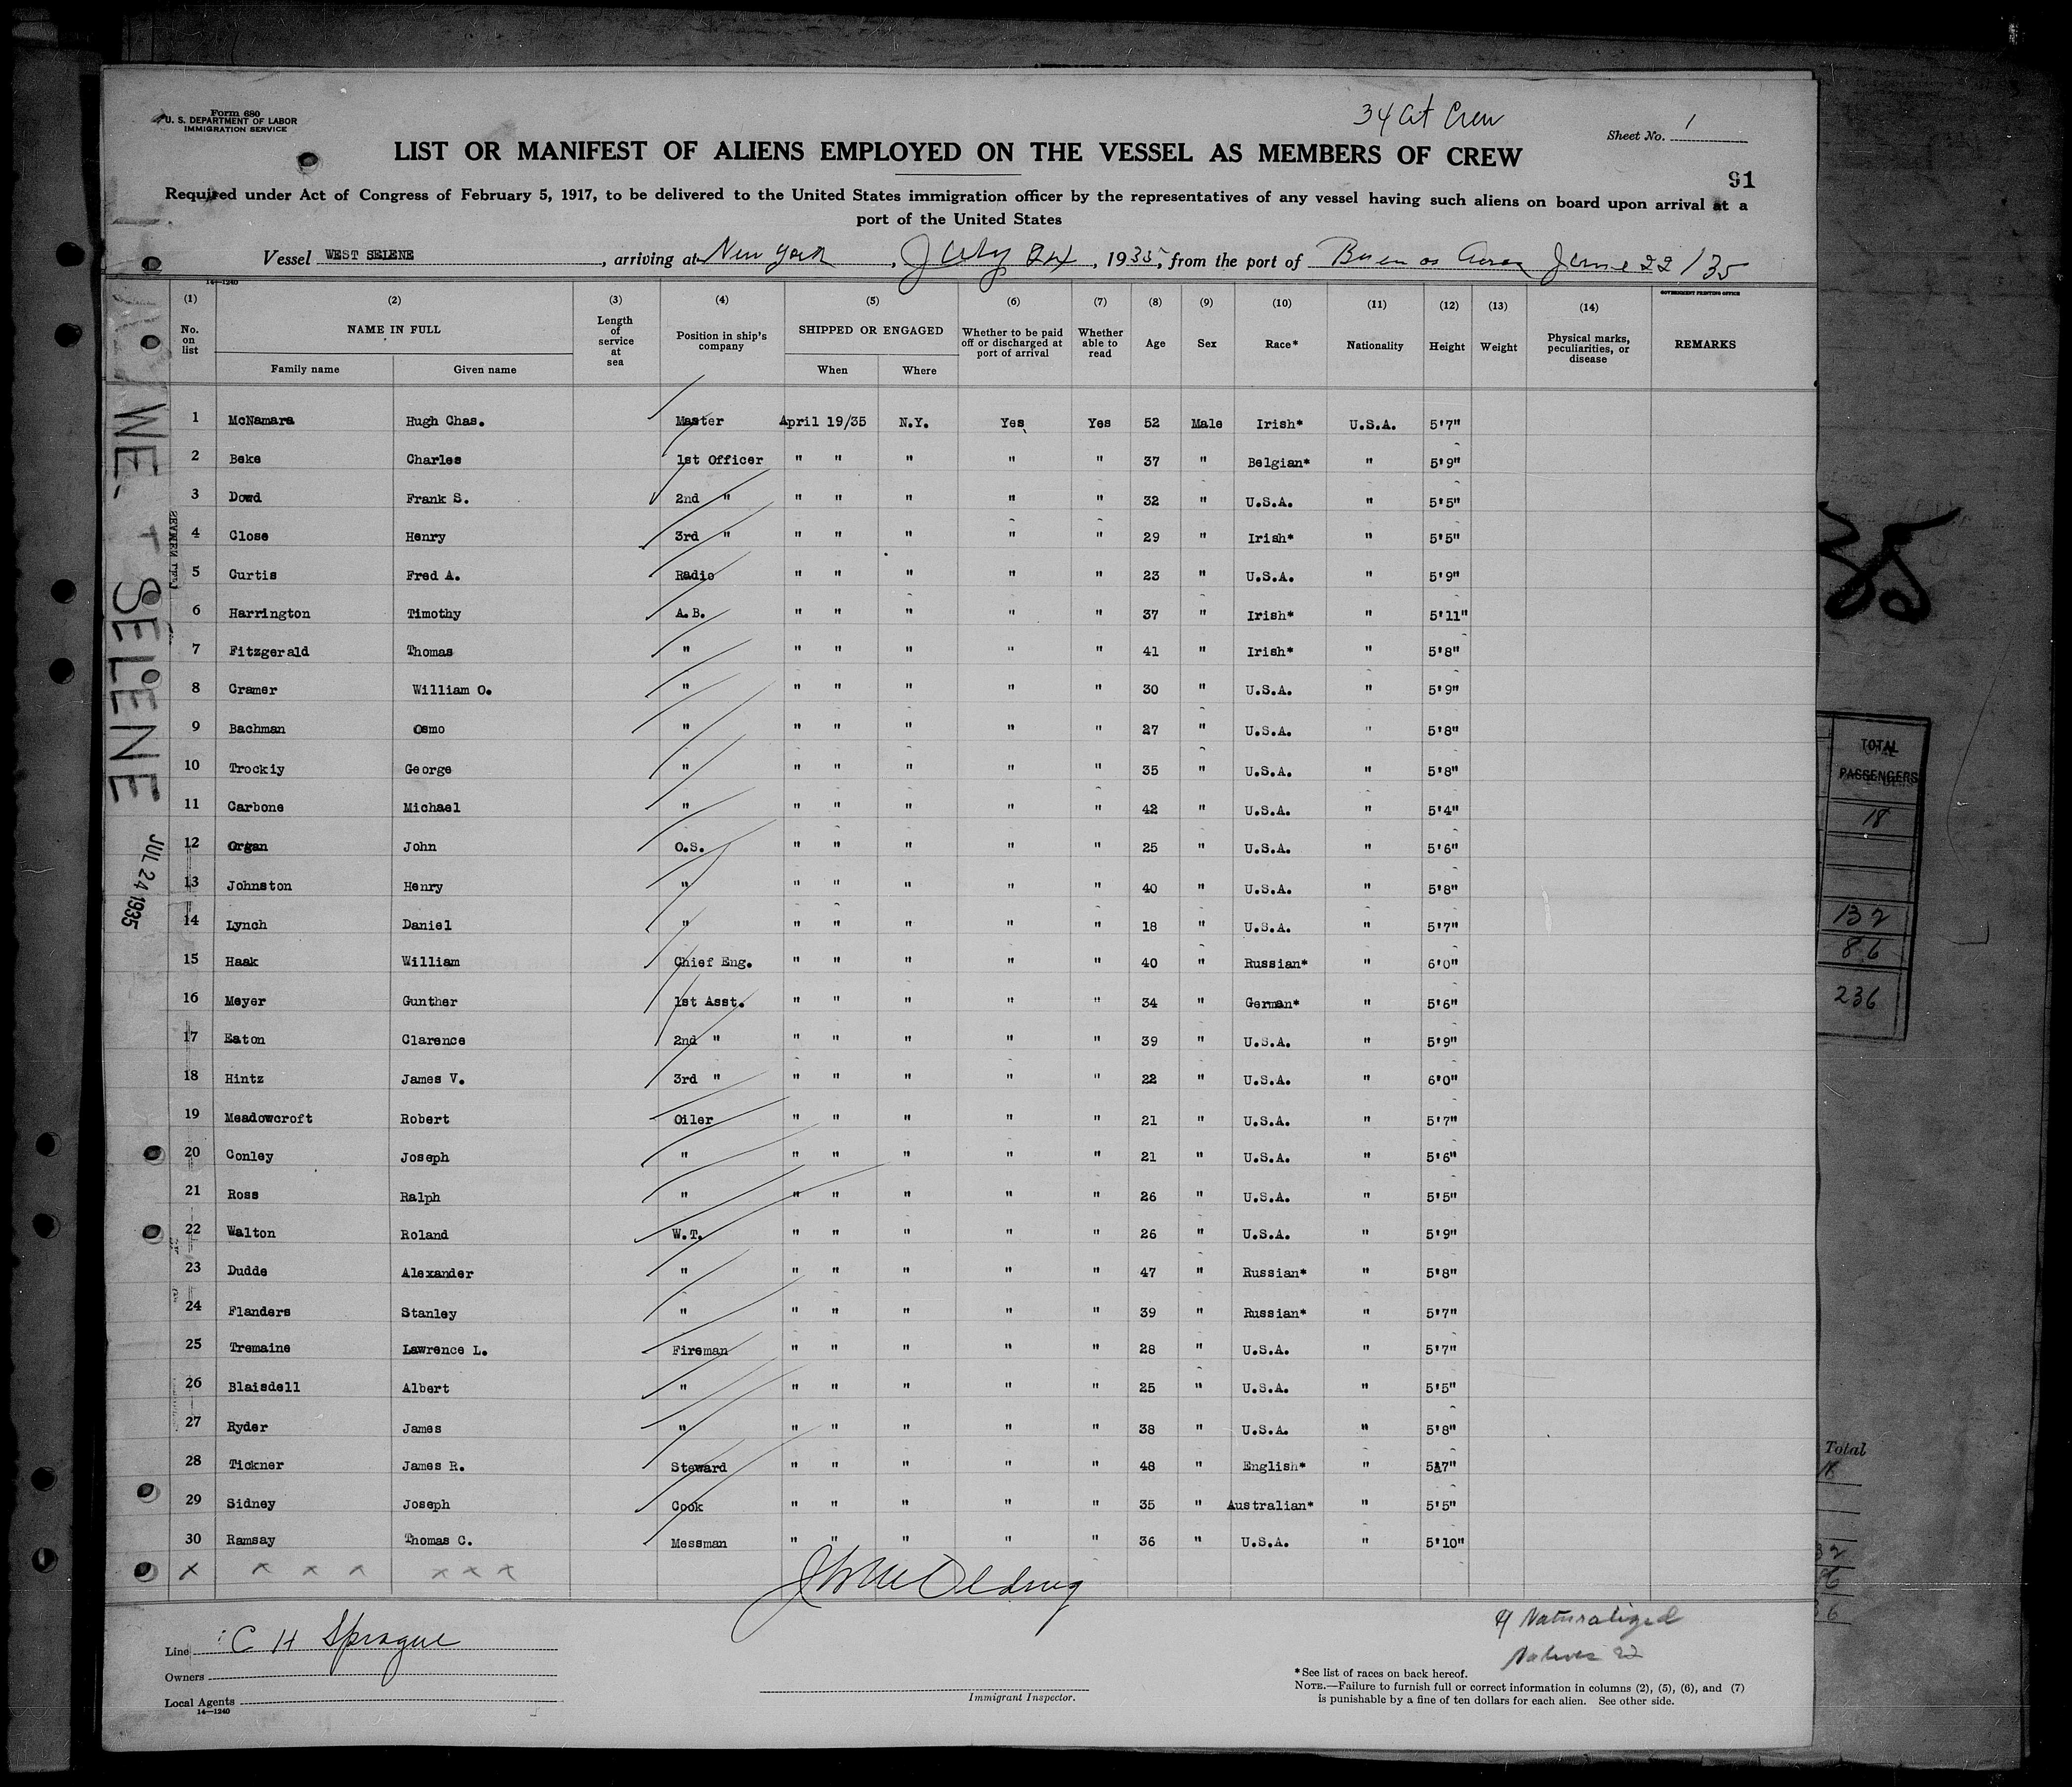 Form 680
U. S. DEPARTMENT OF LABOR
IMMIGRATION SERVICE
34 Cit Crew
Sheet No. 1
LIST OR MANIFEST OF ALIENS EMPLOYED ON THE VESSEL AS MEMBERS OF CREW
91
Required under Act of Congress of February 5, 1917, to be delivered to the United States immigration officer by the representatives of any vessel having such aliens on board upon arrival at a
port of the United States
Vessel WEST SELENE, arriving at New York, July 24, 1935, from the port of Buenos Aires June 22/35
14—1240
GOVERNMENT PRINTING OFFICE
(1) (2) (3) (4) (5) (6) (7) (8) (9) (10) (11) (12) (13) (14)
No. on list NAME IN FULL Length of service at sea Position in ship's company SHIPPED OR ENGAGED Whether to be paid off or discharged at port of arrival Whether able to read Age Sex Race* Nationality Height Weight Physical marks, peculiarities, or disease REMARKS
Family name Given name When Where
1 McNamara Hugh Chas. Master April 19/35 N.Y. Yes Yes 52 Male Irish* U.S.A. 5'7"
2 Beke Charles 1st Officer " " " " " 37 " Belgian* " 5'9"
3 Dowd Frank S. 2nd " " " " " " 32 " U.S.A. " 5'5"
4 Close Henry 3rd " " " " " " 29 " Irish* " 5'5"
5 Curtis Fred A. Radio " " " " " 23 " U.S.A. " 5'9"
6 Harrington Timothy A.B. " " " " " 37 " Irish* " 5'11"
7 Fitzgerald Thomas " " " " " " 41 " Irish* " 5'8"
8 Cramer William O. " " " " " " 30 " U.S.A. " 5'9"
9 Bachman Osmo " " " " " " 27 " U.S.A. " 5'8"
10 Trockiy George " " " " " " 35 " U.S.A. " 5'8"
11 Carbone Michael " " " " " " 42 " U.S.A. " 5'4"
12 Organ John O.S. " " " " " 25 " U.S.A. " 5'6"
13 Johnston Henry " " " " " " 40 " U.S.A. " 5'8"
14 Lynch Daniel " " " " " " 18 " U.S.A. " 5'7"
15 Haak William Chief Eng. " " " " " 40 " Russian* " 6'0"
16 Meyer Gunther 1st Asst. " " " " " 34 " German* " 5'6"
17 Eaton Clarence 2nd " " " " " " 39 " U.S.A. " 5'9"
18 Hintz James V. 3rd " " " " " " 22 " U.S.A. " 6'0"
19 Meadowcroft Robert Oiler " " " " " 21 " U.S.A. " 5'7"
20 Conley Joseph " " " " " " 21 " U.S.A. " 5'6"
21 Ross Ralph " " " " " " 26 " U.S.A. " 5'5"
22 Walton Roland W.T. " " " " " 26 " U.S.A. " 5'9"
23 Dudde Alexander " " " " " " 47 " Russian* " 5'8"
24 Flanders Stanley " " " " " " 39 " Russian* " 5'7"
25 Tremaine Lawrence L. Fireman " " " " " 28 " U.S.A. " 5'7"
26 Blaisdell Albert " " " " " " 25 " U.S.A. " 5'5"
27 Ryder James " " " " " " 38 " U.S.A. " 5'8"
28 Tickner James R. Steward " " " " " 48 " English* " 5'7"
29 Sidney Joseph Cook " " " " " 35 " Australian* " 5'5"
30 Ramsay Thomas C. Messman " " " " " 36 " U.S.A. " 5'10"
x x x x x x x
Line C H Sprague
Owners
Local Agents
14—1240
Immigrant Inspector.
Naturalized
Natives 22
*See list of races on back hereof.
NOTE.—Failure to furnish full or correct information in columns (2), (5), (6), and (7)
is punishable by a fine of ten dollars for each alien. See other side.
SELENE
JUL 24 1935
TOTAL
PASSENGERS
18
132
86
236
Total